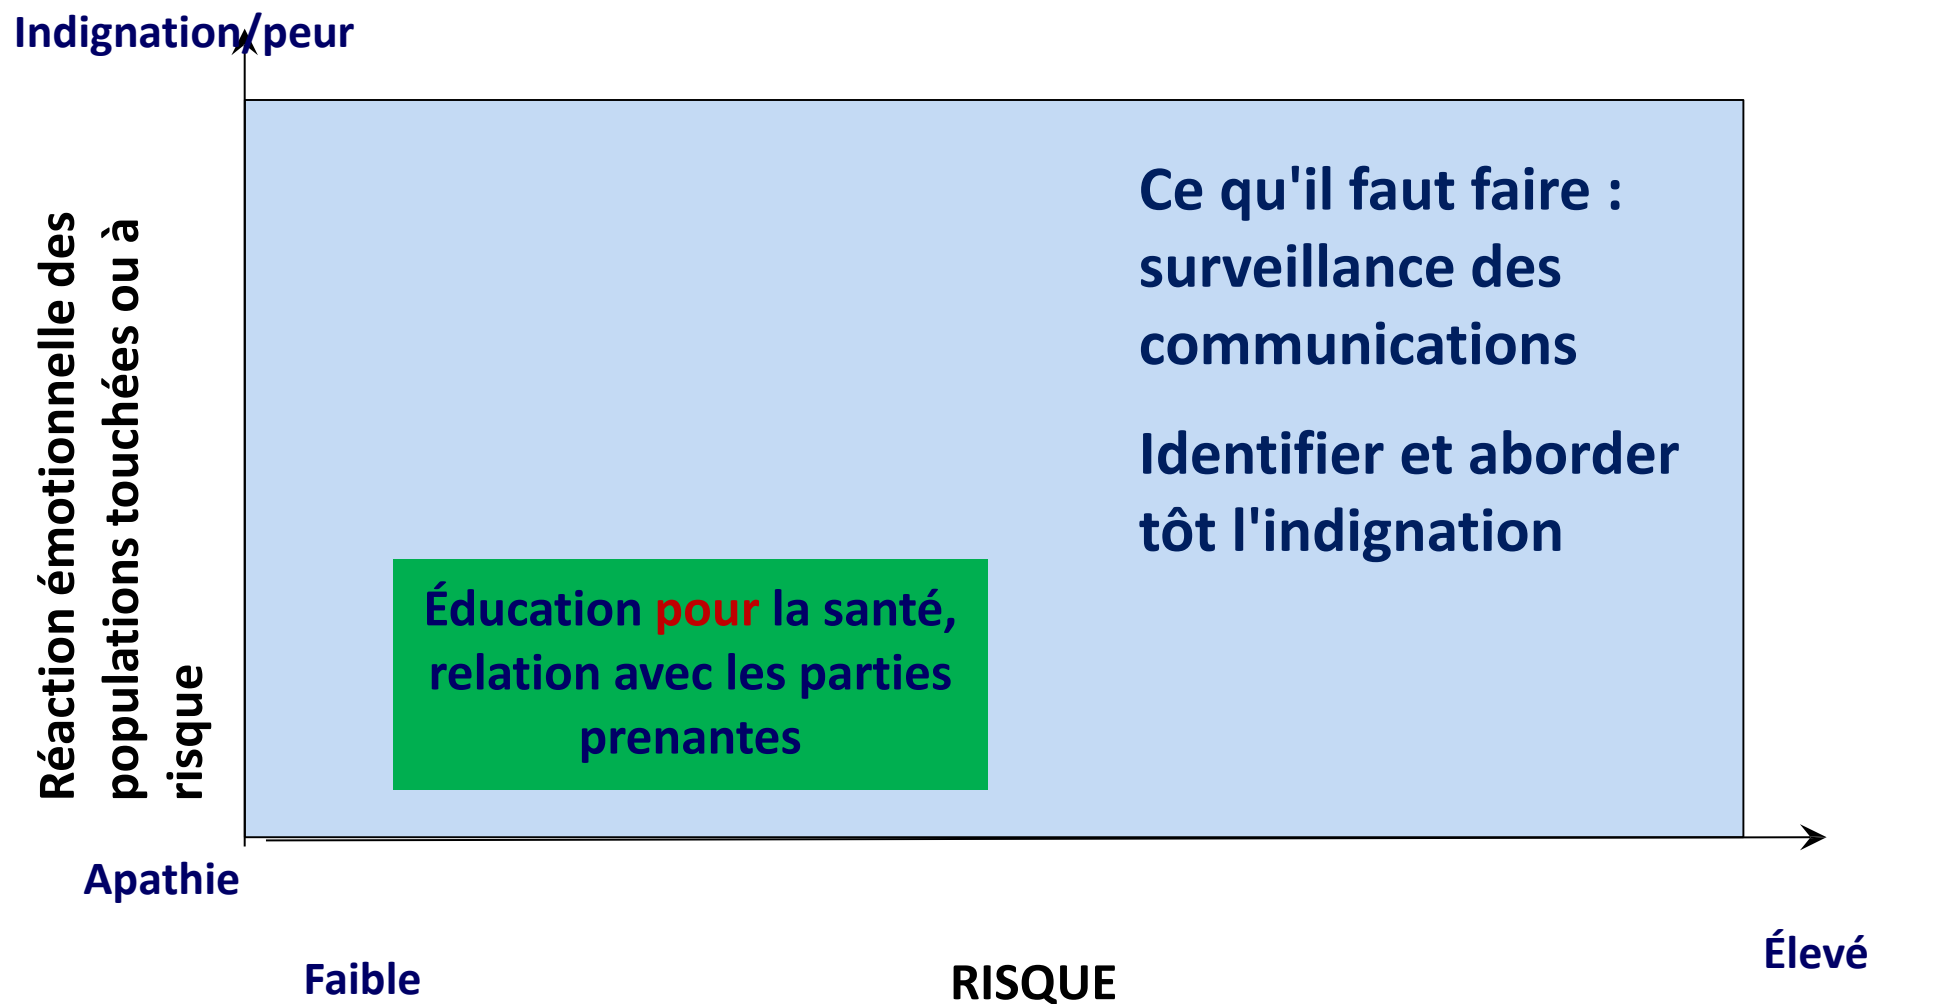 Indignation/peur
Réaction émotionnelle des
populations touchées ou à
risque
Ce qu'il faut faire :
surveillance des
communications
Identifier et aborder
tôt l'indignation
Éducation pour la santé,
relation avec les parties
prenantes
Apathie
Faible
RISQUE
Élevé